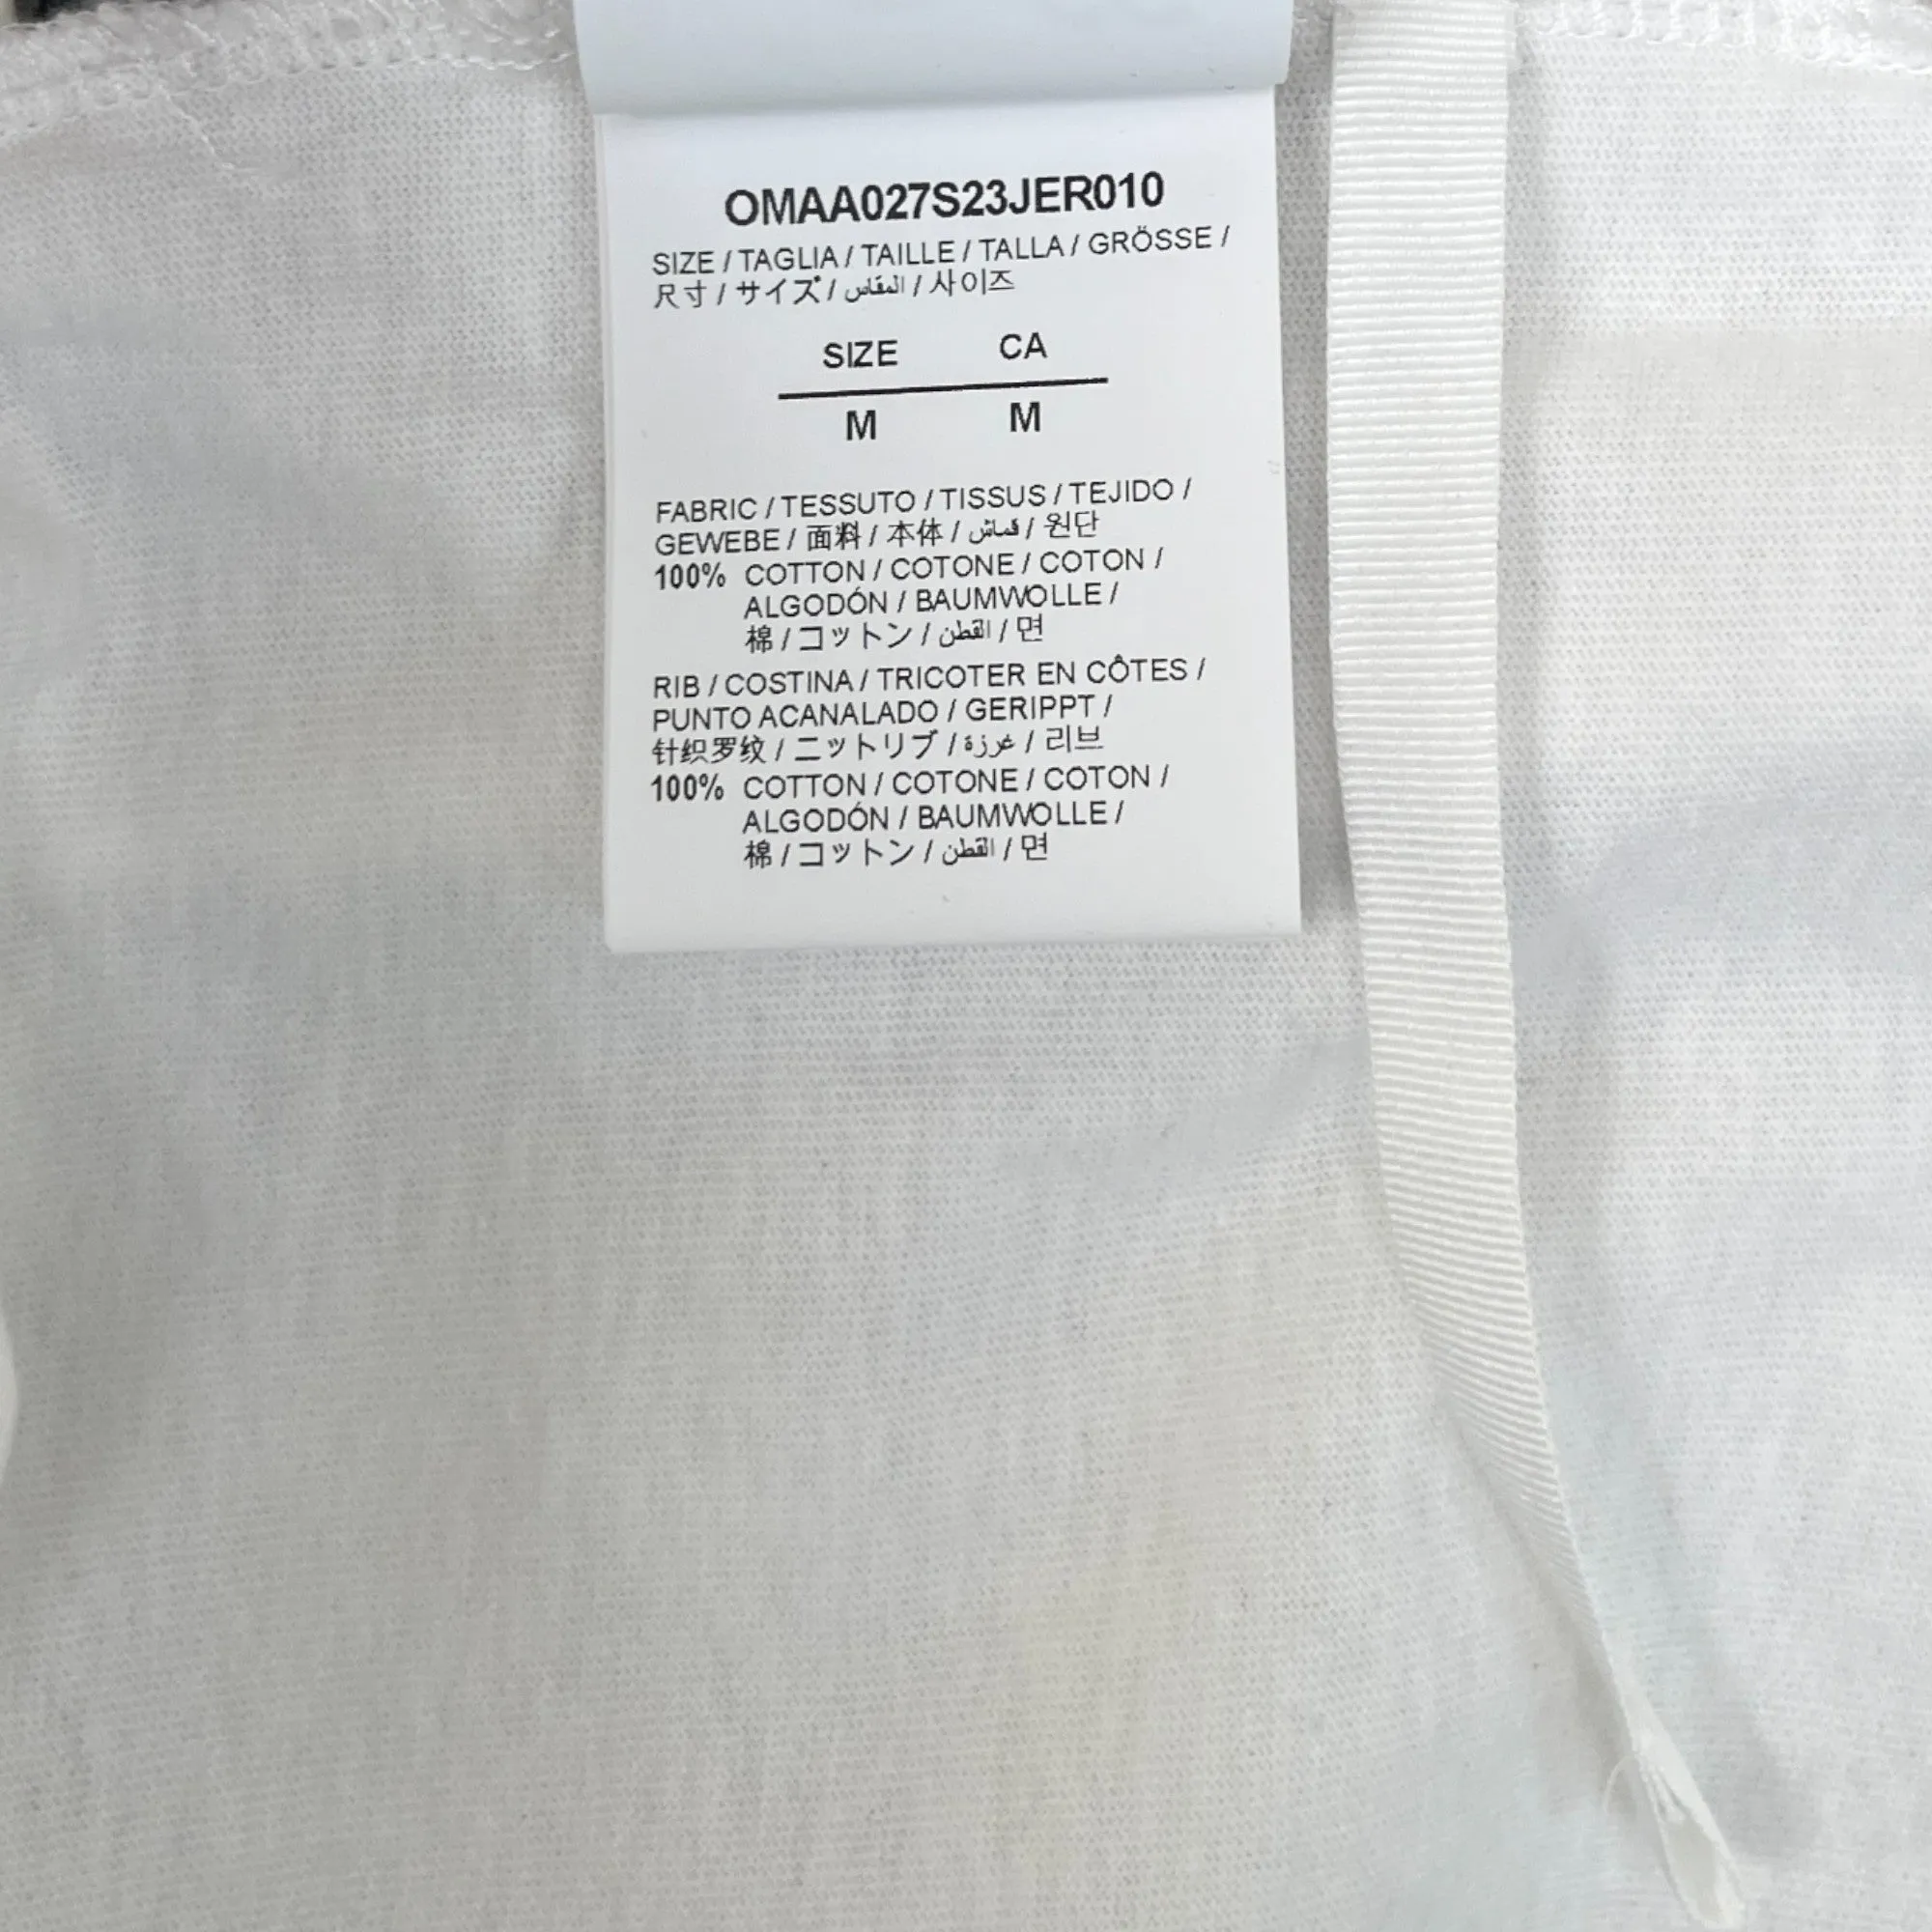 OMAA027S23JER010
SIZE / TAGLIA / TAILLE / TALLA / GRÖSSE /
尺寸 / サイズ / المقاس / 사이즈
SIZE CA
M M
FABRIC / TESSUTO / TISSUS / TEJIDO /
GEWEBE / 面料 / 本体 / قماش / 원단
100% COTTON / COTONE / COTON /
ALGODÓN / BAUMWOLLE /
棉 / コットン / القطن / 면
RIB / COSTINA / TRICOTER EN CÔTES /
PUNTO ACANALADO / GERIPPT /
针织罗纹 / ニットリブ / غرزة / 리브
100% COTTON / COTONE / COTON /
ALGODÓN / BAUMWOLLE /
棉 / コットン / القطن / 면